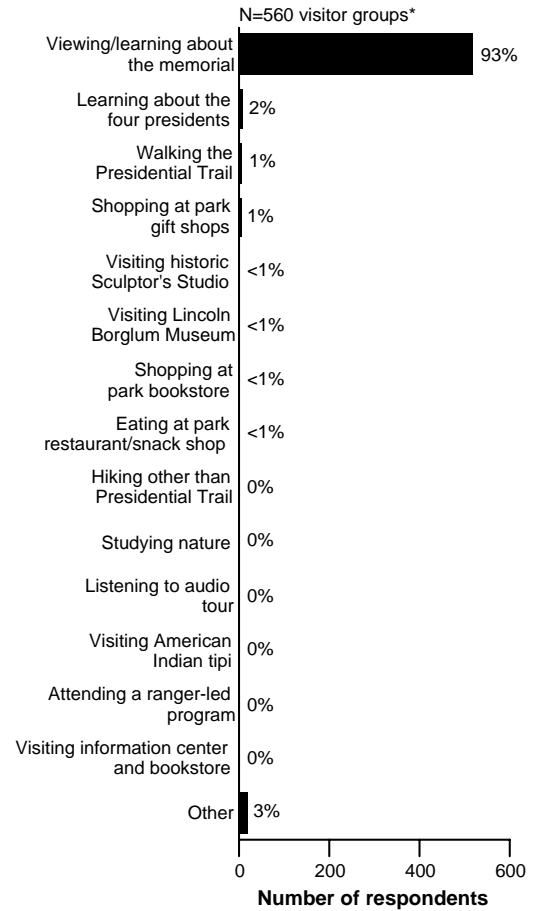 N=560 visitor groups*
Viewing/learning about
the memorial
93%
Learning about the
four presidents
2%
Walking the
Presidential Trail
1%
Shopping at park
gift shops
1%
Visiting historic
Sculptor's Studio
<1%
Visiting Lincoln
Borglum Museum
<1%
Shopping at
park bookstore
<1%
Eating at park
restaurant/snack shop
<1%
Hiking other than
Presidential Trail
0%
Studying nature
0%
Listening to audio
tour
0%
Visiting American
Indian tipi
0%
Attending a ranger-led
program
0%
Visiting information center
and bookstore
0%
Other
3%
0 200 400 600
Number of respondents